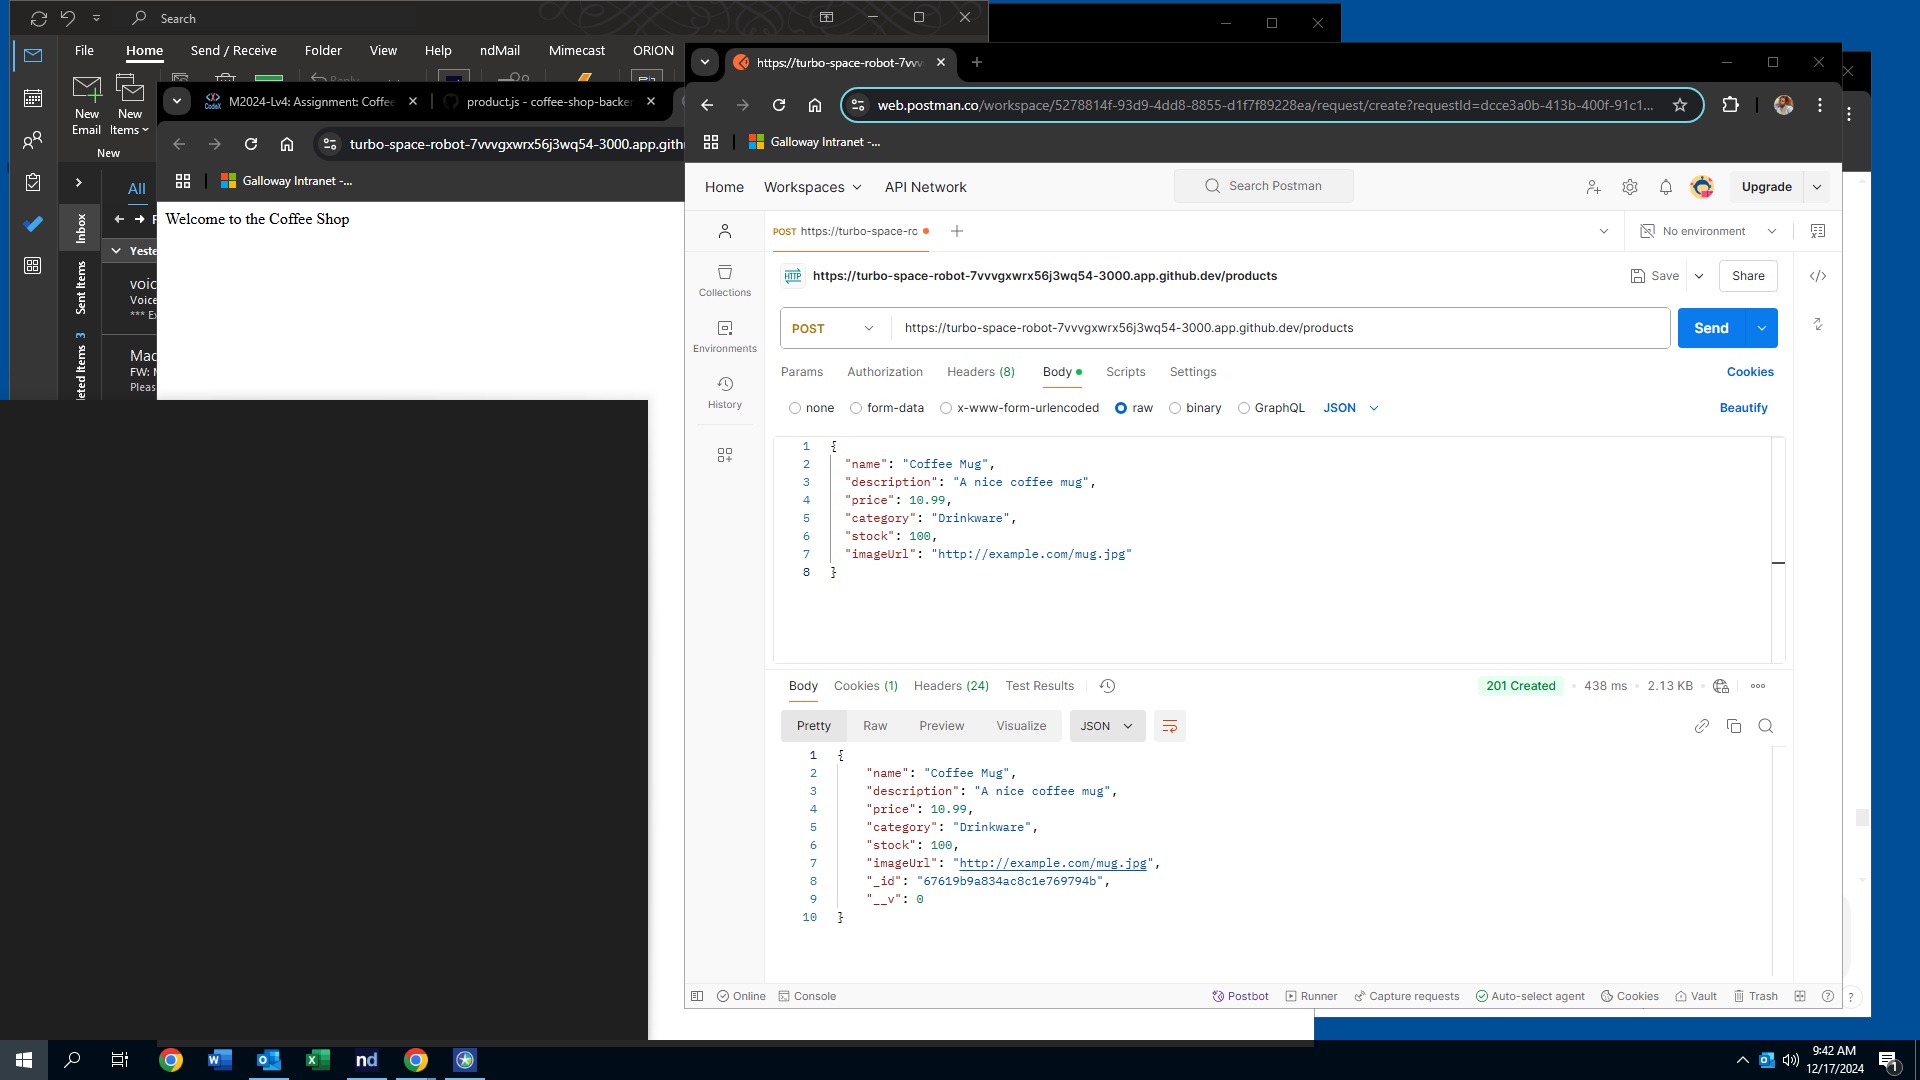 Search
File Home Send / Receive Folder View Help ndMail Mimecast ORION
New Email
New Items
Reply
New
All
Inbox
Sent Items
3
Yeste
voic
Voice
*** Ex
Mac
Pleas
M2024-Lv4: Assignment: Coffee
product.js - coffee-shop-backer
turbo-space-robot-7vvvgxwrx56j3wq54-3000.app.gith
Galloway Intranet -...
Welcome to the Coffee Shop
https://turbo-space-robot-7vvv
web.postman.co/workspace/5278814f-93d9-4dd8-8855-d1f7f89228ea/request/create?requestId=dcce3a0b-413b-400f-91c1...
Galloway Intranet -...
Home Workspaces API Network
Search Postman
Upgrade
POST https://turbo-space-ro
No environment
Collections
Environments
History
HTTP
https://turbo-space-robot-7vvvgxwrx56j3wq54-3000.app.github.dev/products
Save
Share
POST
https://turbo-space-robot-7vvvgxwrx56j3wq54-3000.app.github.dev/products
Send
Params Authorization Headers (8) Body Scripts Settings
Cookies
none form-data x-www-form-urlencoded raw binary GraphQL JSON
Beautify
1 {
2 "name": "Coffee Mug",
3 "description": "A nice coffee mug",
4 "price": 10.99,
5 "category": "Drinkware",
6 "stock": 100,
7 "imageUrl": "http://example.com/mug.jpg"
8 }
Body Cookies (1) Headers (24) Test Results
201 Created • 438 ms • 2.13 KB
Pretty Raw Preview Visualize JSON
1 {
2 "name": "Coffee Mug",
3 "description": "A nice coffee mug",
4 "price": 10.99,
5 "category": "Drinkware",
6 "stock": 100,
7 "imageUrl": "http://example.com/mug.jpg",
8 "_id": "67619b9a834ac8c1e769794b",
9 "__v": 0
10 }
Online Console
Postbot Runner Capture requests Auto-select agent Cookies Vault Trash
nd
9:42 AM
12/17/2024
1